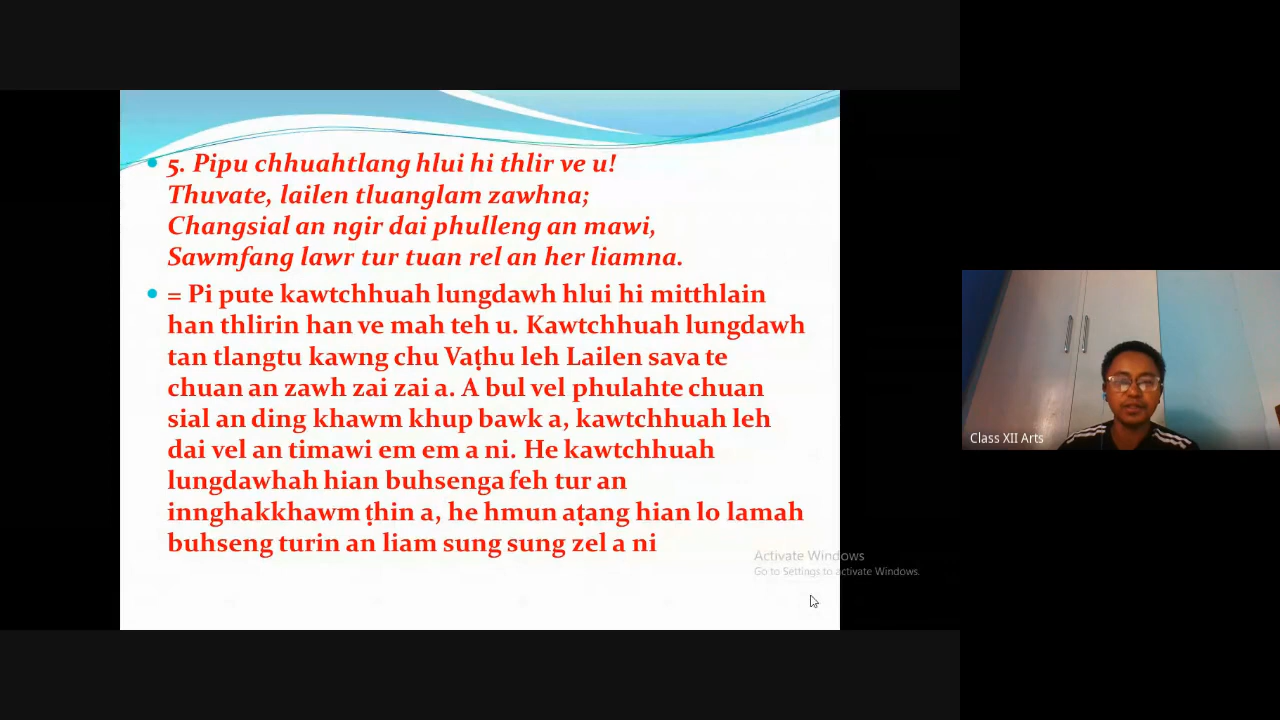 5. Pipu chhuahtlang hlui hi thlir ve u!
Thuvate, lailen tluanglam zawhna;
Changsial an ngir dai phulleng an mawi,
Sawmfang lawr tur tuan rel an her liamna.
= Pi pute kawtchhuah lungdawh hlui hi mitthlain
han thlirin han ve mah teh u. Kawtchhuah lungdawh
tan tlangtu kawng chu Vaṭhu leh Lailen sava te
chuan an zawh zai zai a. A bul vel phulahte chuan
sial an ding khawm khup bawk a, kawtchhuah leh
dai vel an timawi em em a ni. He kawtchhuah
lungdawhah hian buhsenga feh tur an
innghakkhawm ṭhin a, he hmun aṭang hian lo lamah
buhseng turin an liam sung sung zel a ni
Activate Windows
Go to Settings to activate Windows.
Class XII Arts